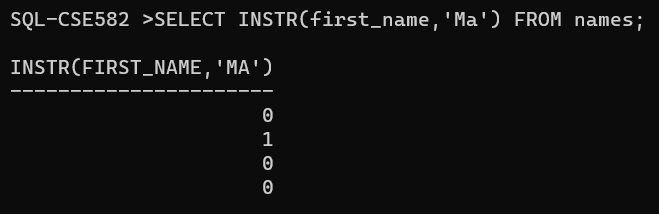 SQL-CSE582 >SELECT INSTR(first_name,'Ma') FROM names;
INSTR(FIRST_NAME,'MA')
----------------------
0
1
0
0